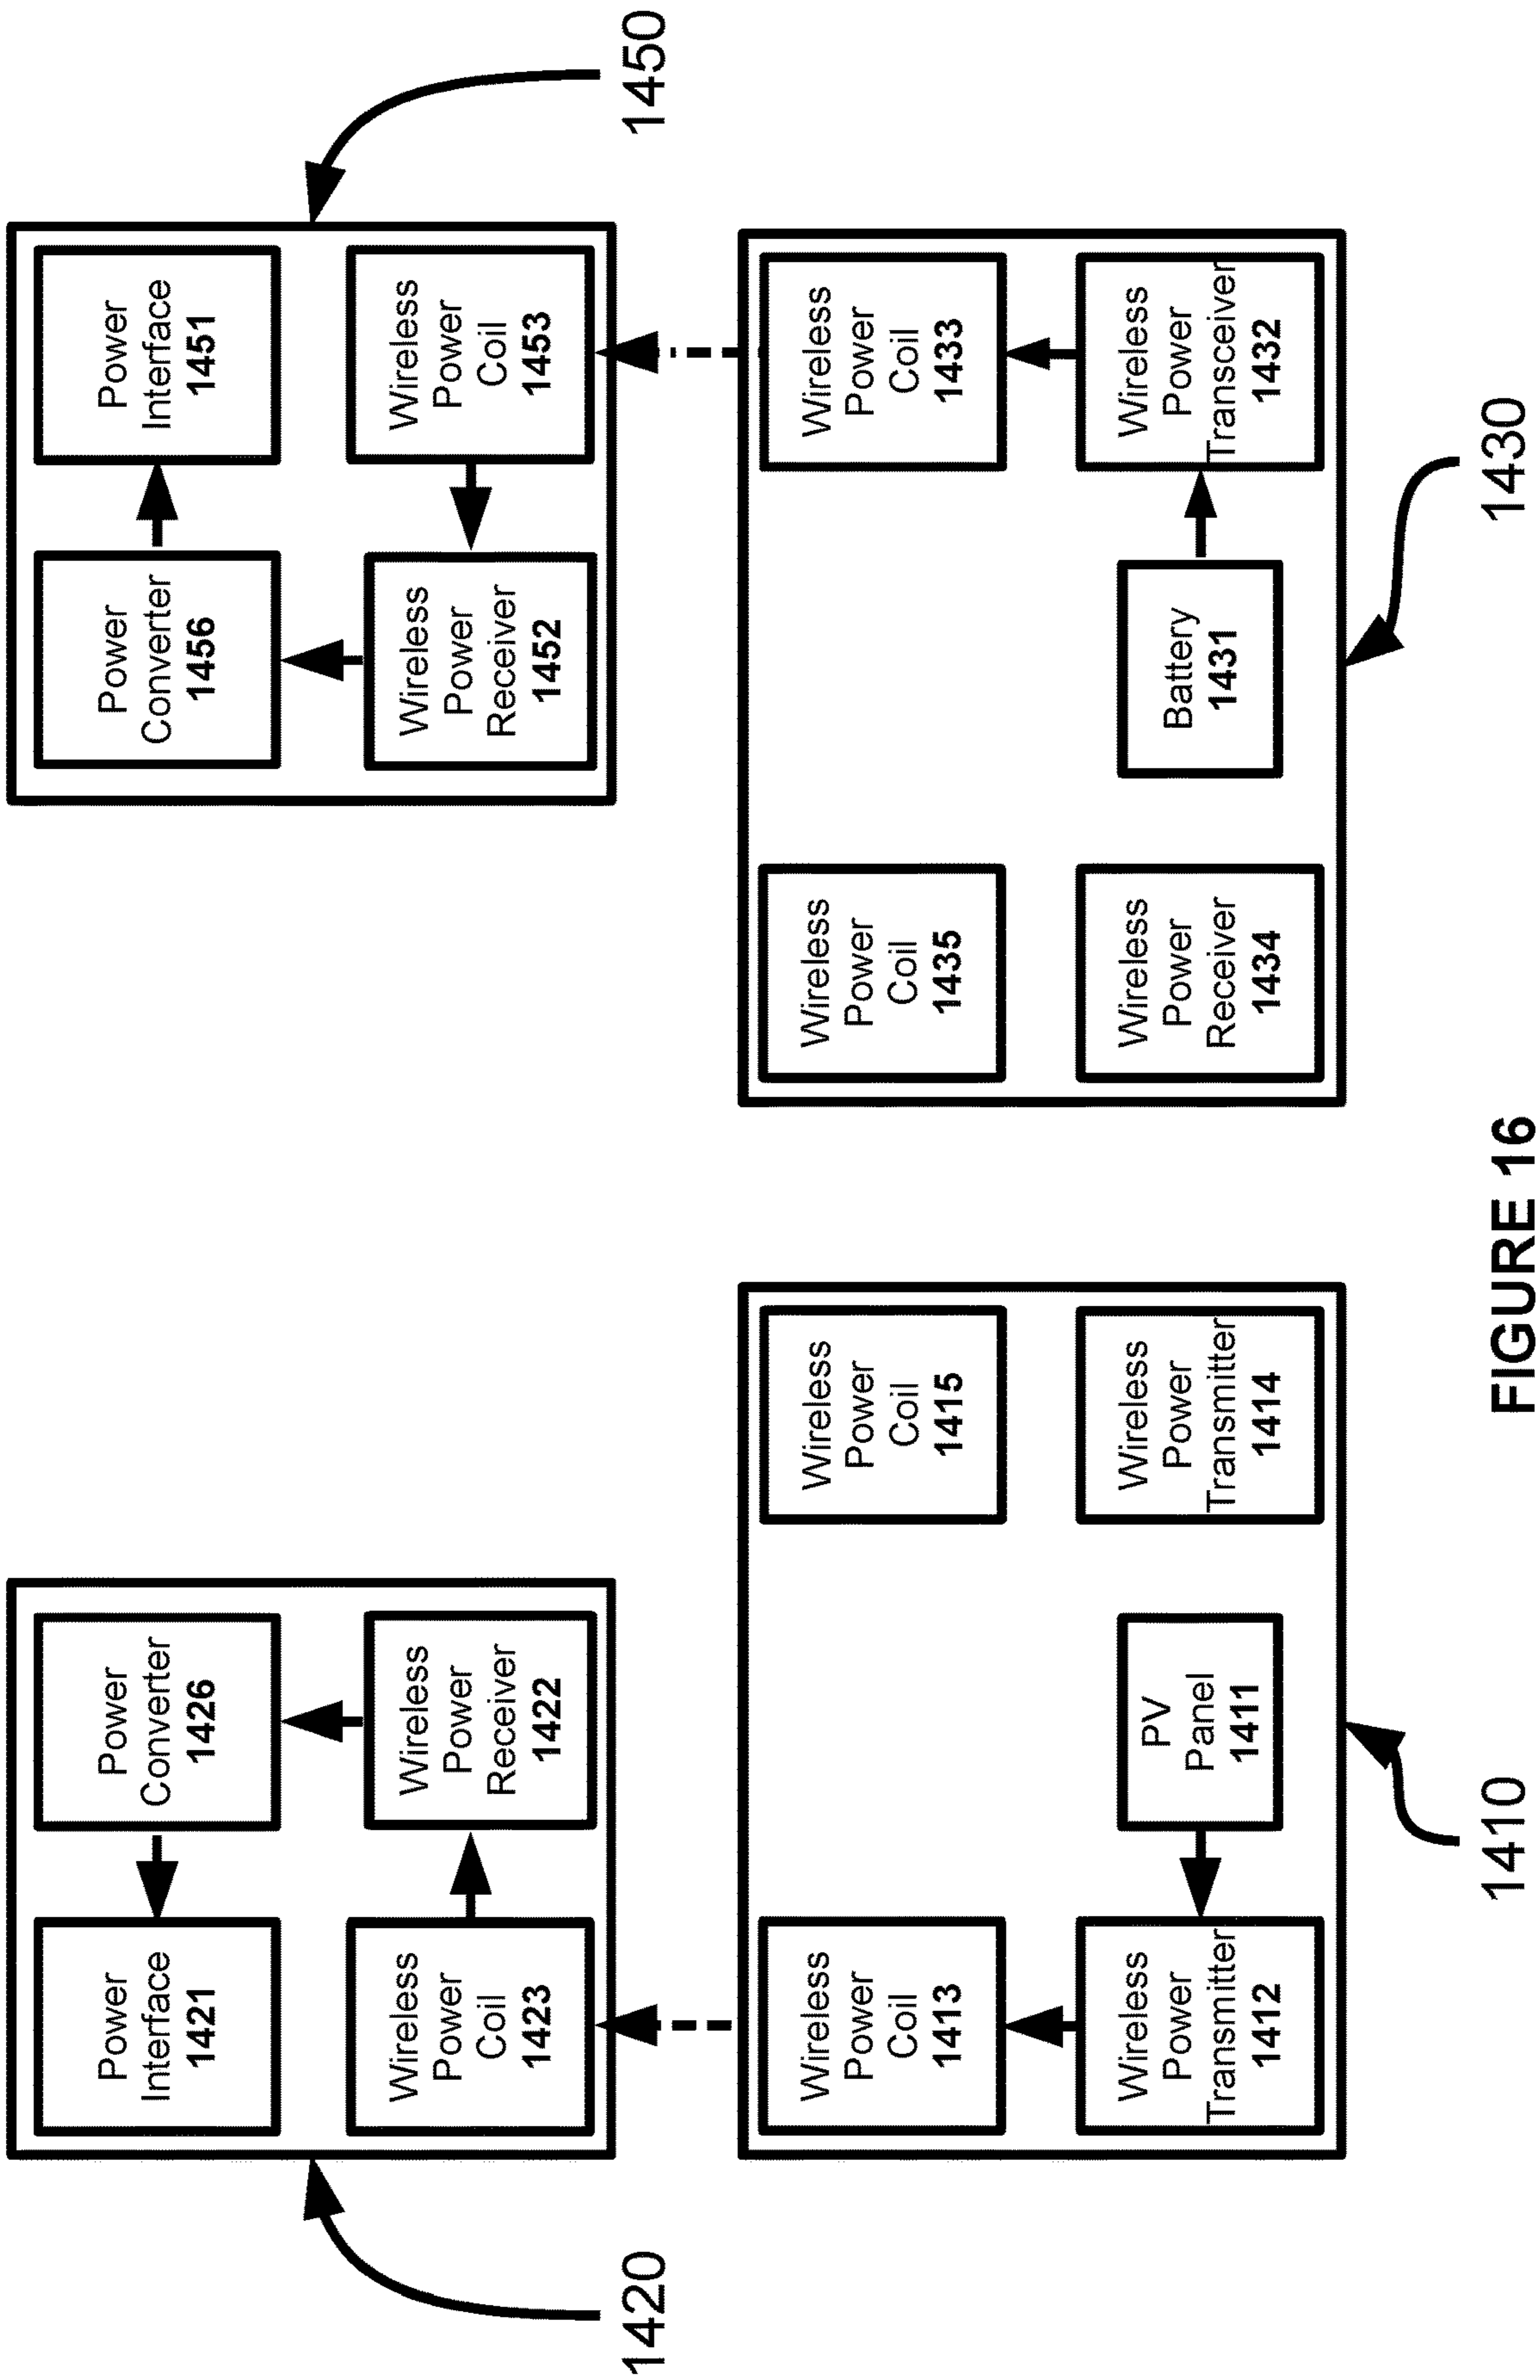 1420
Power
Interface
1421
Power
Converter
1426
Wireless
Power
Coil
1423
Wireless
Power
Receiver
1422
Power
Converter
1456
Power
Interface
1451
Wireless
Power
Receiver
1452
Wireless
Power
Coil
1453
1450
Wireless
Power
Coil
1413
Wireless
Power
Coil
1415
Wireless
Power
Transmitter
1412
PV
Panel
1411
Wireless
Power
Transmitter
1414
1410
Wireless
Power
Coil
1435
Wireless
Power
Coil
1433
Wireless
Power
Receiver
1434
Battery
1431
Wireless
Power
Transceiver
1432
1430
FIGURE 16